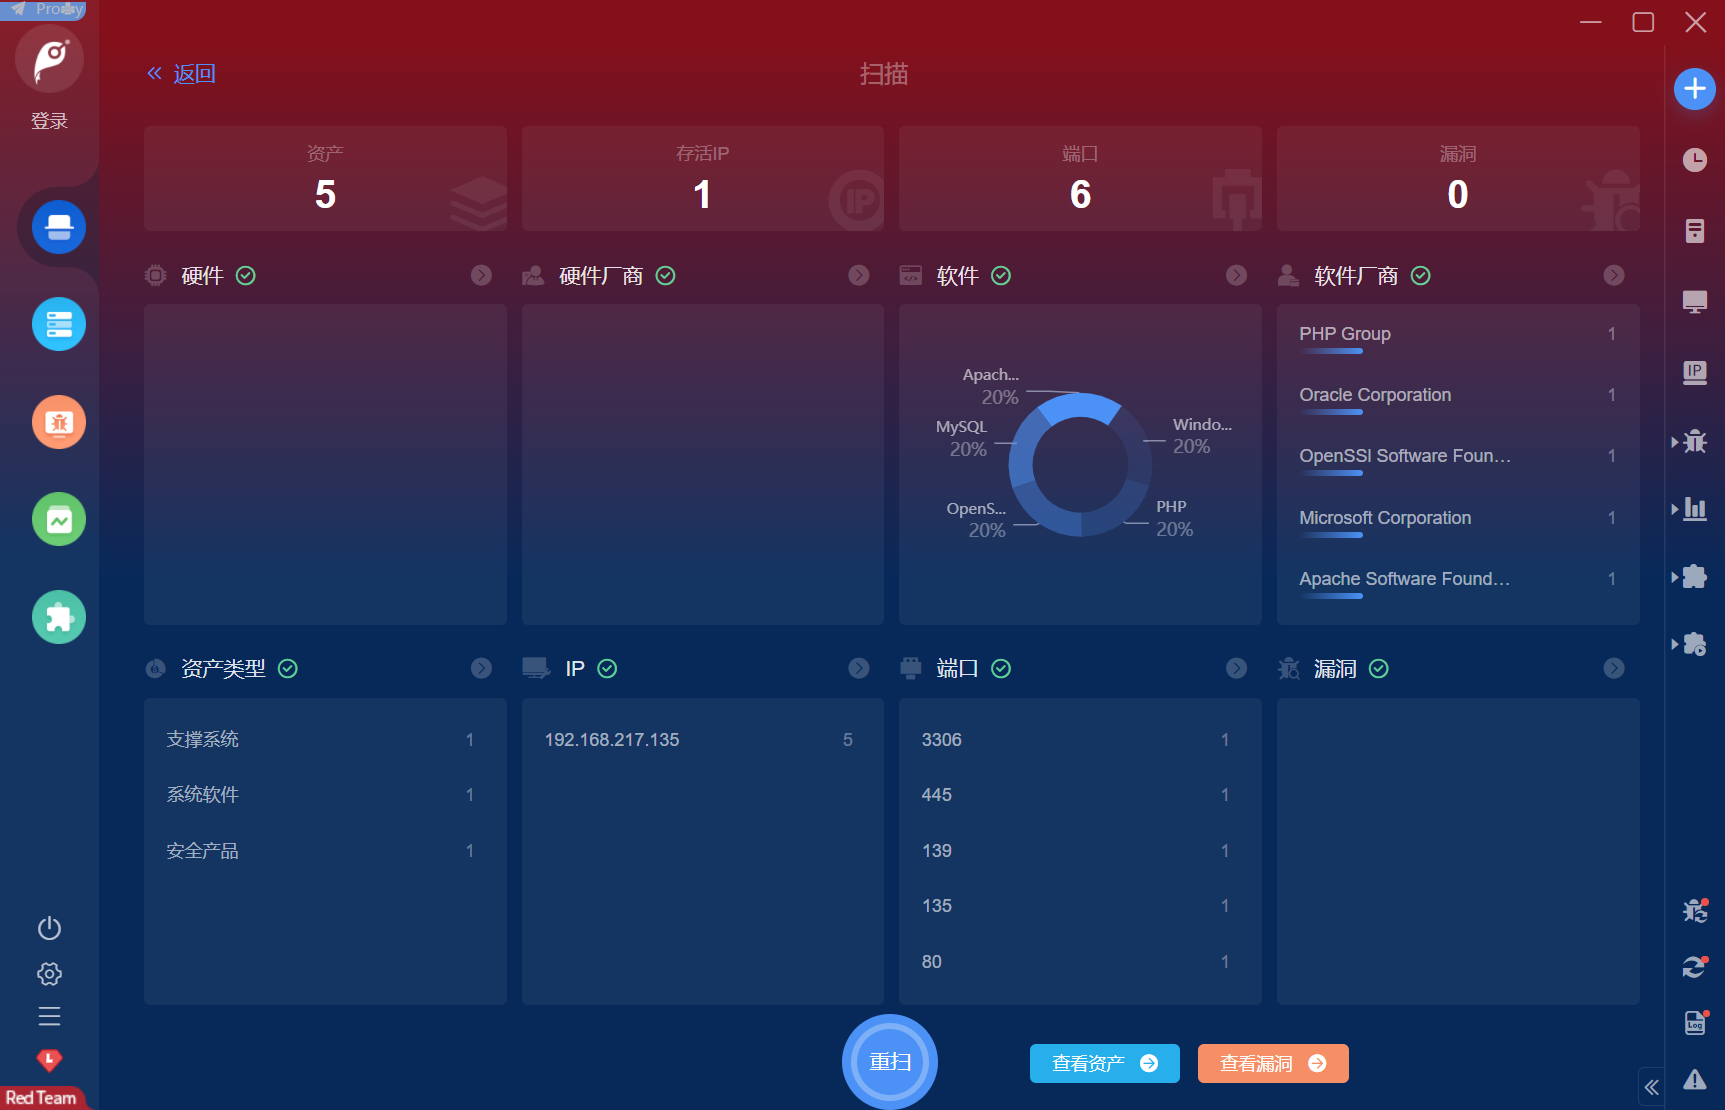 Proxy
登录
返回
扫描
资产
5
存活IP
1
IP
端口
6
漏洞
0
硬件
硬件厂商
软件
软件厂商
Apach...
20%
MySQL
20%
OpenS...
20%
Windo...
20%
PHP
20%
PHP Group 1
Oracle Corporation 1
OpenSSl Software Foun... 1
Microsoft Corporation 1
Apache Software Found... 1
资产类型
IP
端口
漏洞
支撑系统 1
系统软件 1
安全产品 1
192.168.217.135 5
3306 1
445 1
139 1
135 1
80 1
重扫
查看资产
查看漏洞
IP
Log
Red Team